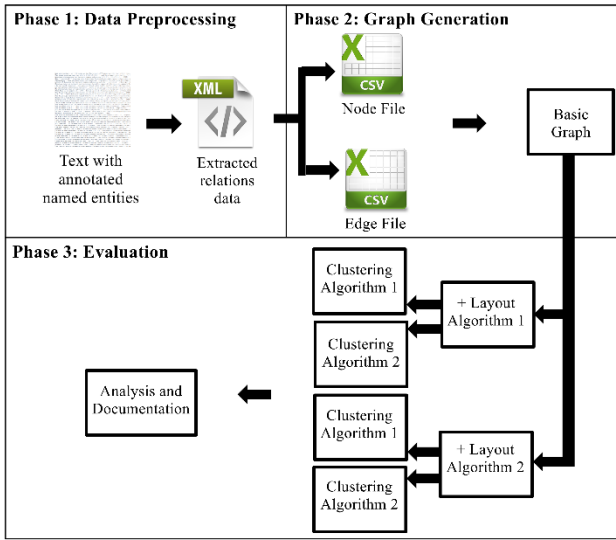 Phase 1: Data Preprocessing
XML
</>
Text with
annotated
named entities
Extracted
relations
data
Phase 2: Graph Generation
X
CSV
Node File
X
CSV
Edge File
Basic
Graph
Phase 3: Evaluation
Clustering
Algorithm 1
+ Layout
Algorithm 1
Clustering
Algorithm 2
Analysis and
Documentation
Clustering
Algorithm 1
+ Layout
Algorithm 2
Clustering
Algorithm 2